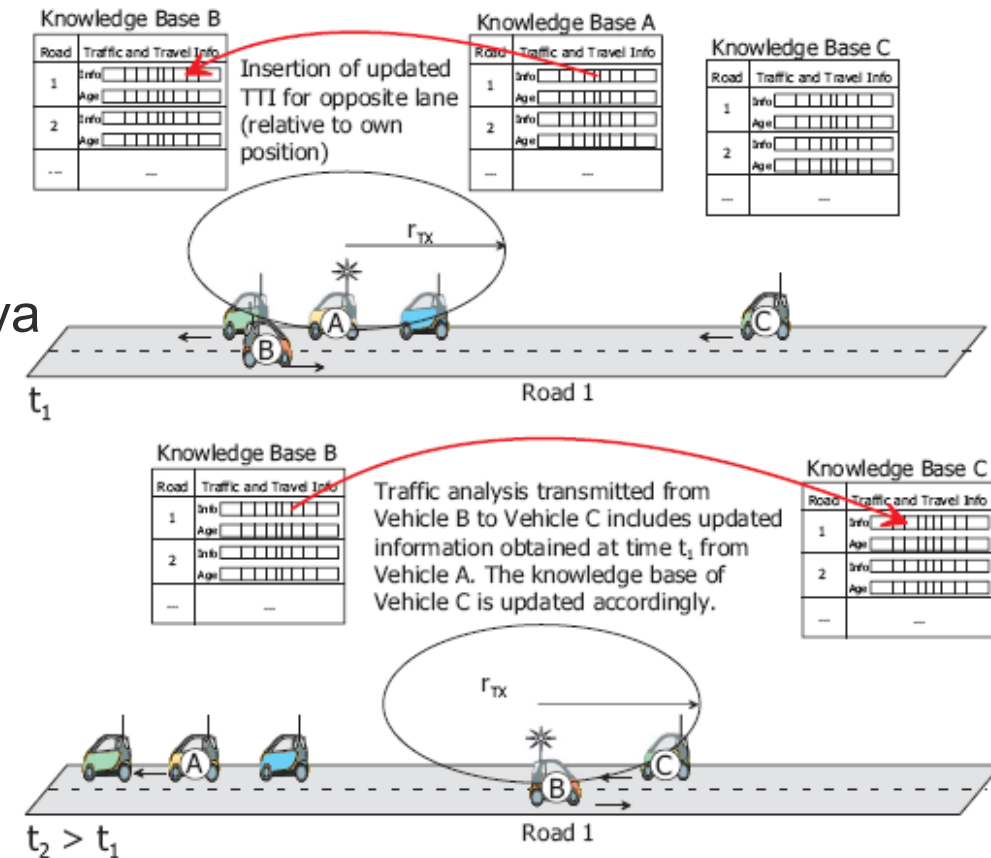 Knowledge Base B
Road Traffic and Travel Info
1 Info
Age
2 Info
Age
... ...
Insertion of updated
TTI for opposite lane
(relative to own
position)
Knowledge Base A
Road Traffic and Travel Info
1 Info
Age
2 Info
Age
... ...
Knowledge Base C
Road Traffic and Travel Info
1 Info
Age
2 Info
Age
... ...
rTX
ya
A
B
C
Road 1
t1
Knowledge Base B
Road Traffic and Travel Info
1 Info
Age
2 Info
Age
... ...
Traffic analysis transmitted from
Vehicle B to Vehicle C includes updated
information obtained at time t1 from
Vehicle A. The knowledge base of
Vehicle C is updated accordingly.
Knowledge Base C
Road Traffic and Travel Info
1 Info
Age
2 Info
Age
... ...
rTX
A
B
C
Road 1
t2 > t1